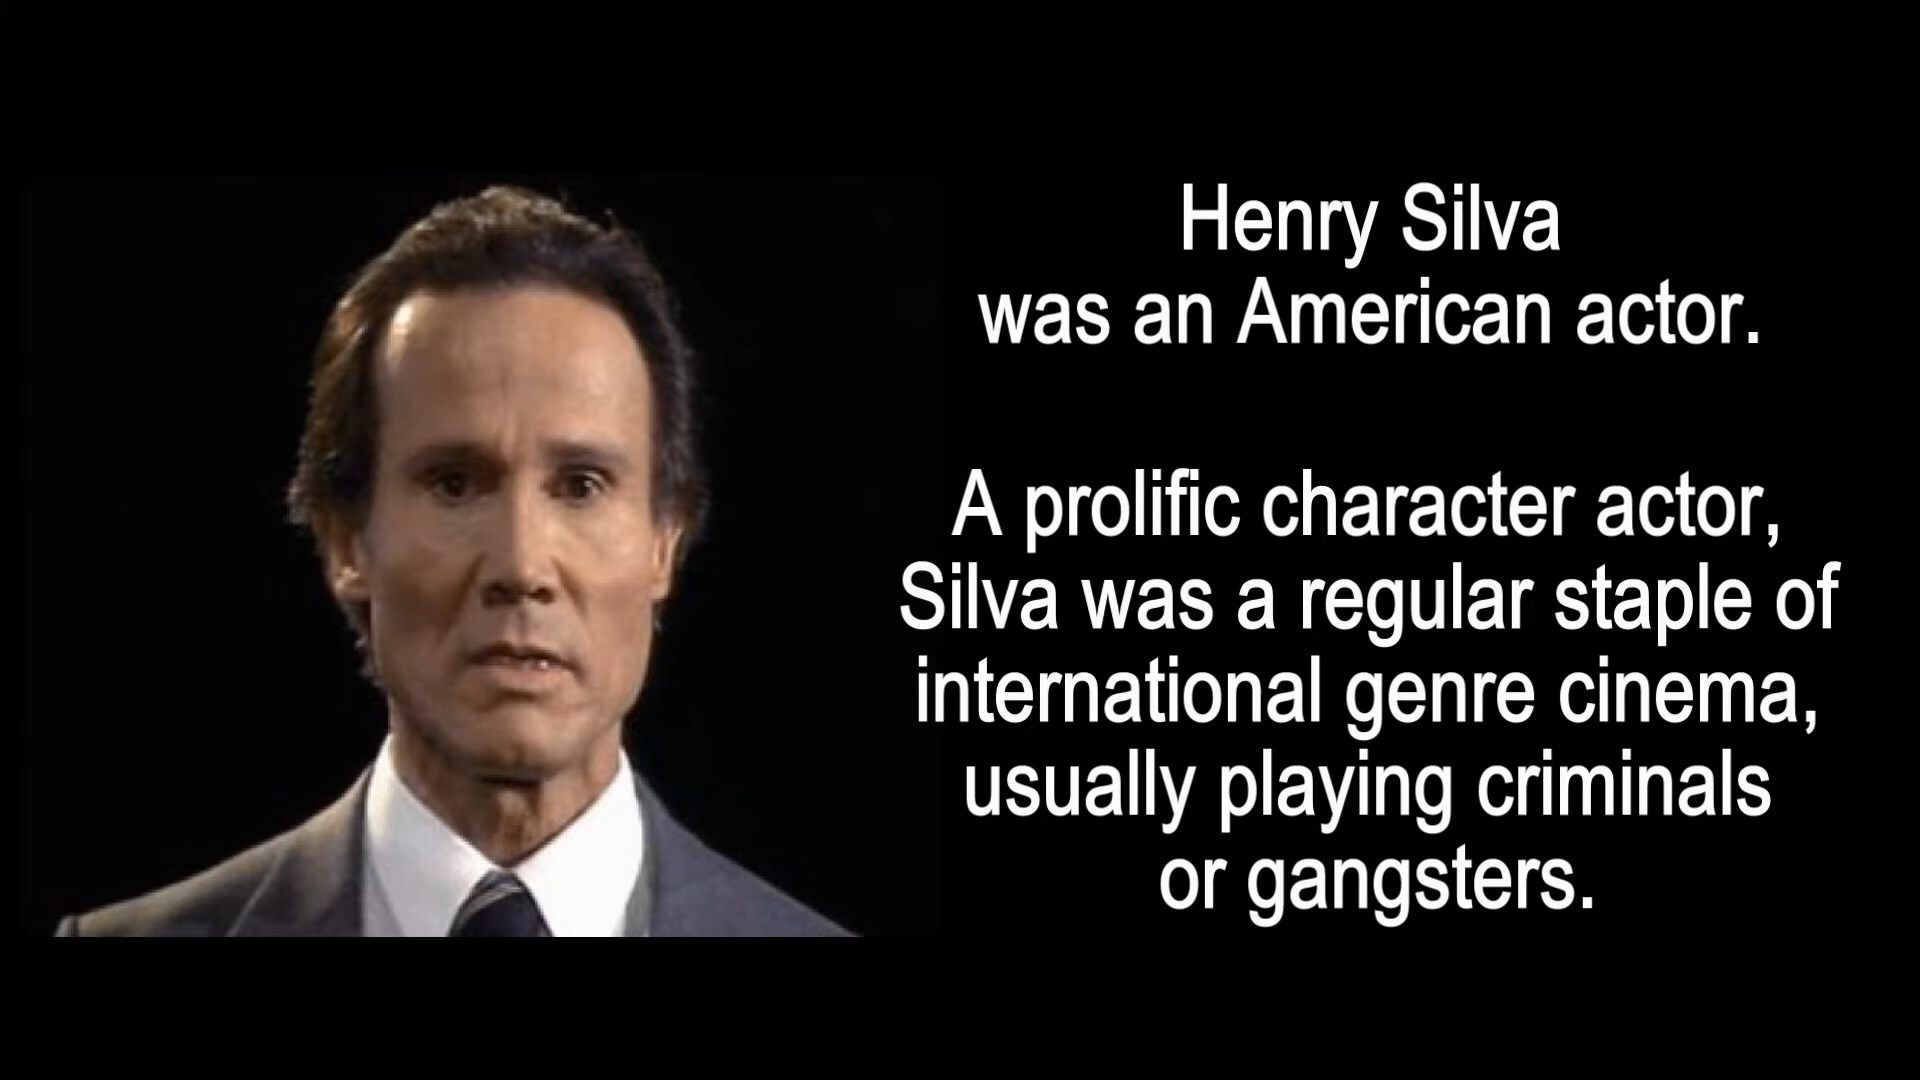 Henry Silva
was an American actor.
A prolific character actor,
Silva was a regular staple of
international genre cinema,
usually playing criminals
or gangsters.